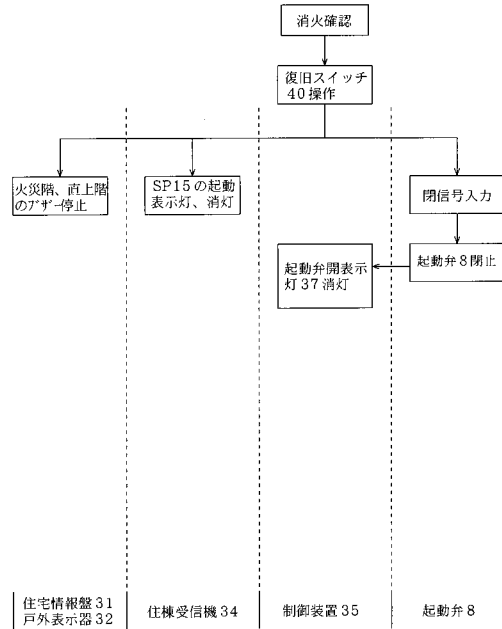 消火確認
復旧スイッチ
40操作
火災階、直上階
のブザー停止
SP15の起動
表示灯、消灯
閉信号入力
起動弁開表示
灯37消灯
起動弁8閉止
住宅情報盤31
戸外表示器32
住棟受信機34
制御装置35
起動弁8